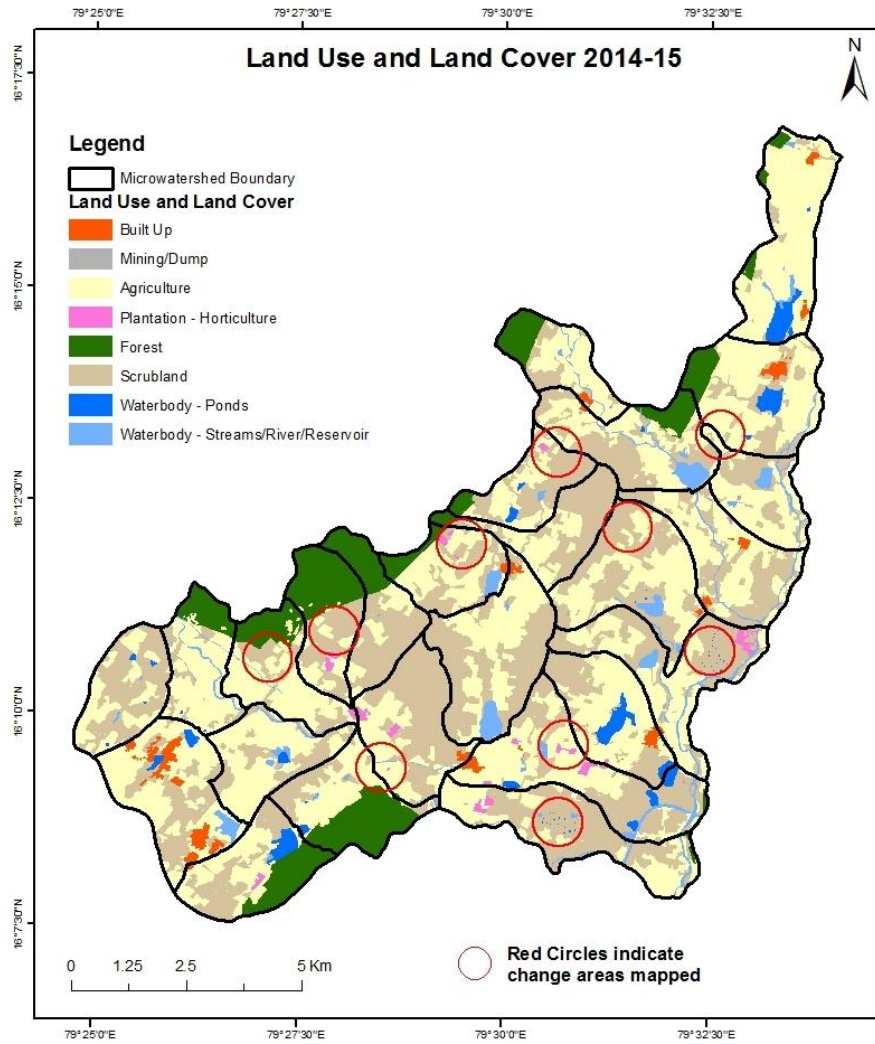 79°25'0"E 79°27'30"E 79°30'0"E 79°32'30"E
Land Use and Land Cover 2014-15
N
16°17'30"N
Legend
Microwatershed Boundary
Land Use and Land Cover
Built Up
Mining/Dump
Agriculture
Plantation - Horticulture
Forest
Scrubland
Waterbody - Ponds
Waterbody - Streams/River/Reservoir
16°15'0"N
16°12'30"N
16°10'0"N
16°7'30"N
0 1.25 2.5 5 Km
Red Circles indicate
change areas mapped
79°25'0"E 79°27'30"E 79°30'0"E 79°32'30"E